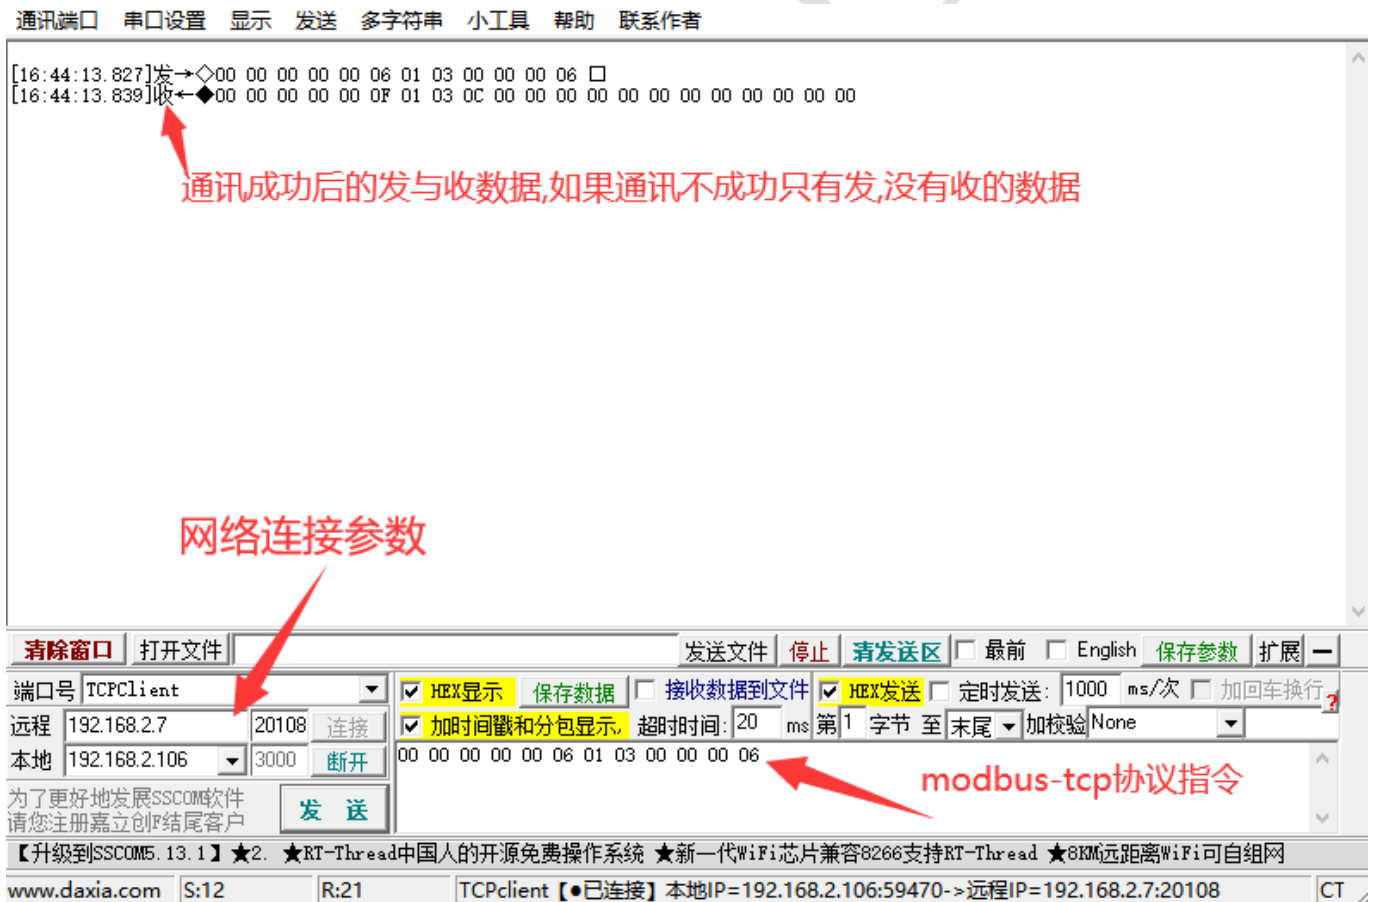 通讯端口 串口设置 显示 发送 多字符串 小工具 帮助 联系作者
[16:44:13.827]发→◇00 00 00 00 00 06 01 03 00 00 00 06 □
[16:44:13.839]收←◆00 00 00 00 00 0F 01 03 0C 00 00 00 00 00 00 00 00 00 00 00 00
通讯成功后的发与收数据,如果通讯不成功只有发,没有收的数据
网络连接参数
清除窗口 打开文件 发送文件 停止 清发送区 最前 English 保存参数 扩展 —
端口号 TCPClient HEX显示 保存数据 接收数据到文件 HEX发送 定时发送: 1000 ms/次 加回车换行 ?
远程 192.168.2.7 20108 连接 加时间戳和分包显示, 超时时间: 20 ms 第1 字节 至 末尾 加校验 None
本地 192.168.2.106 3000 断开 00 00 00 00 00 06 01 03 00 00 00 06
modbus-tcp协议指令
为了更好地发展SSCOM软件
请您注册嘉立创F结尾客户
发 送
【升级到SSCOM5.13.1】★2. ★RT-Thread中国人的开源免费操作系统 ★新一代WiFi芯片兼容8266支持RT-Thread ★8KM远距离WiFi可自组网
www.daxia.com S:12 R:21 TCPclient【●已连接】本地IP=192.168.2.106:59470->远程IP=192.168.2.7:20108 CT